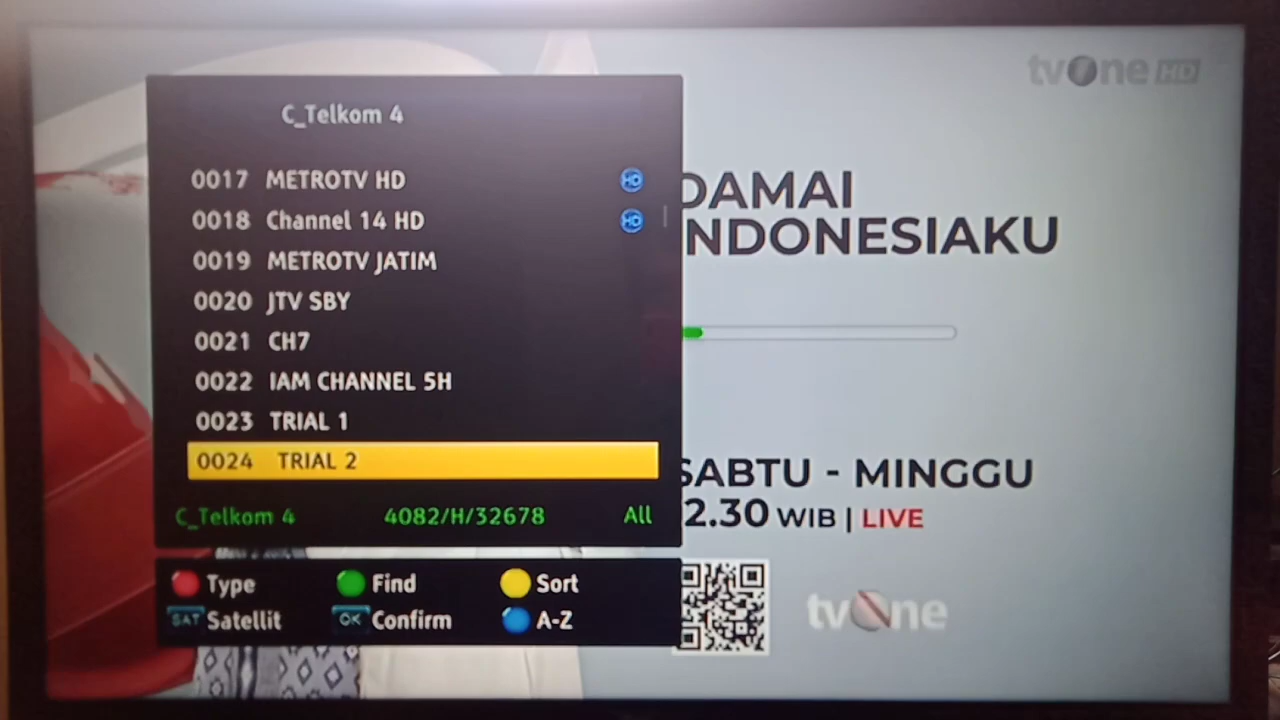 tvOne HD
C_Telkom 4
0017 METROTV HD HD
0018 Channel 14 HD HD
0019 METROTV JATIM
0020 JTV SBY
0021 CH7
0022 IAM CHANNEL 5H
0023 TRIAL 1
0024 TRIAL 2
C_Telkom 4 4082/H/32678 All
Type Find Sort
SAT Satellit OK Confirm A-Z
DAMAI
NDONESIAKU
SABTU - MINGGU
2.30 WIB | LIVE
tvOne